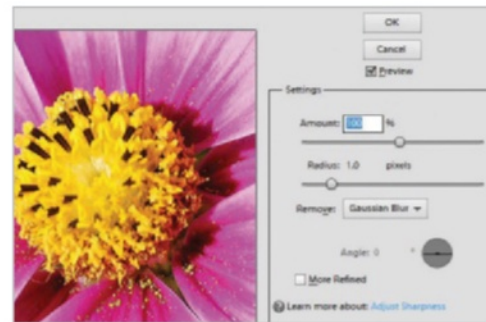 OK
Cancel
Preview
Settings
Amount: 100 %
Radius: 1.0 pixels
Remove: Gaussian Blur
Angle: 0 °
More Refined
Learn more about: Adjust Sharpness